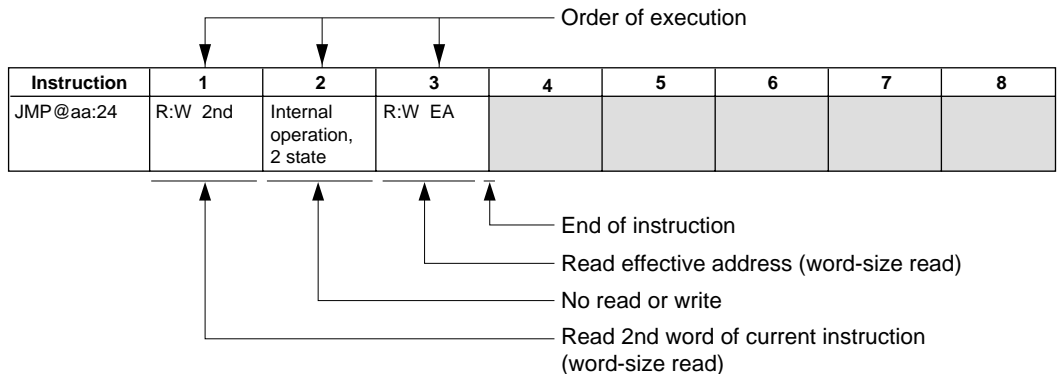 Order of execution
Instruction 1 2 3 4 5 6 7 8
JMP@aa:24 R:W 2nd Internal operation, 2 state R:W EA
End of instruction
Read effective address (word-size read)
No read or write
Read 2nd word of current instruction
(word-size read)